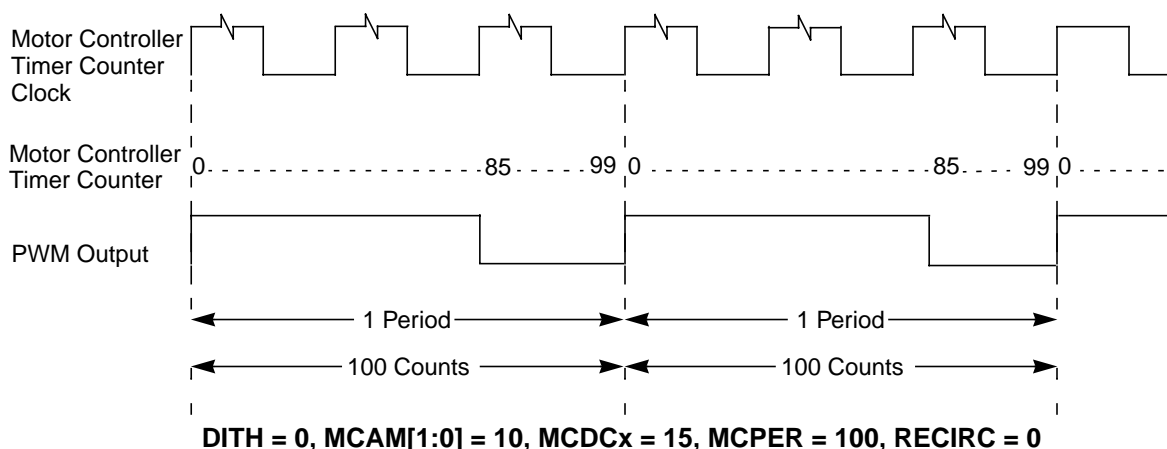 Motor Controller
Timer Counter
Clock
Motor Controller
Timer Counter
0 85 99 0 85 99 0
PWM Output
1 Period 1 Period
100 Counts 100 Counts
DITH = 0, MCAM[1:0] = 10, MCDCx = 15, MCPER = 100, RECIRC = 0